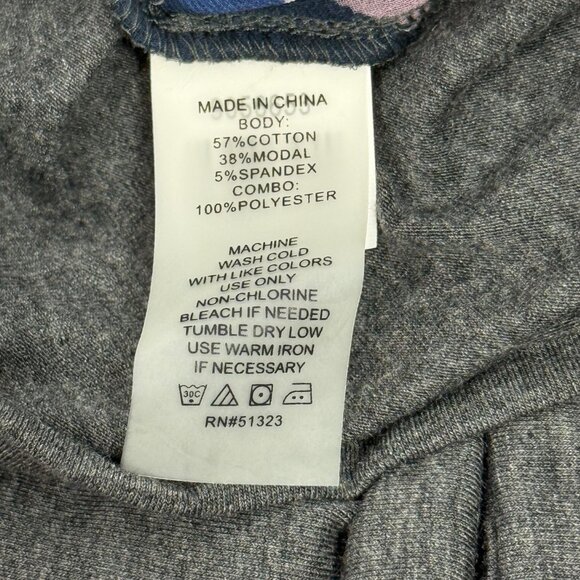 MADE IN CHINA
BODY:
57%COTTON
38%MODAL
5%SPANDEX
COMBO:
100%POLYESTER
MACHINE
WASH COLD
WITH LIKE COLORS
USE ONLY
NON-CHLORINE
BLEACH IF NEEDED
TUMBLE DRY LOW
USE WARM IRON
IF NECESSARY
30C
RN#51323